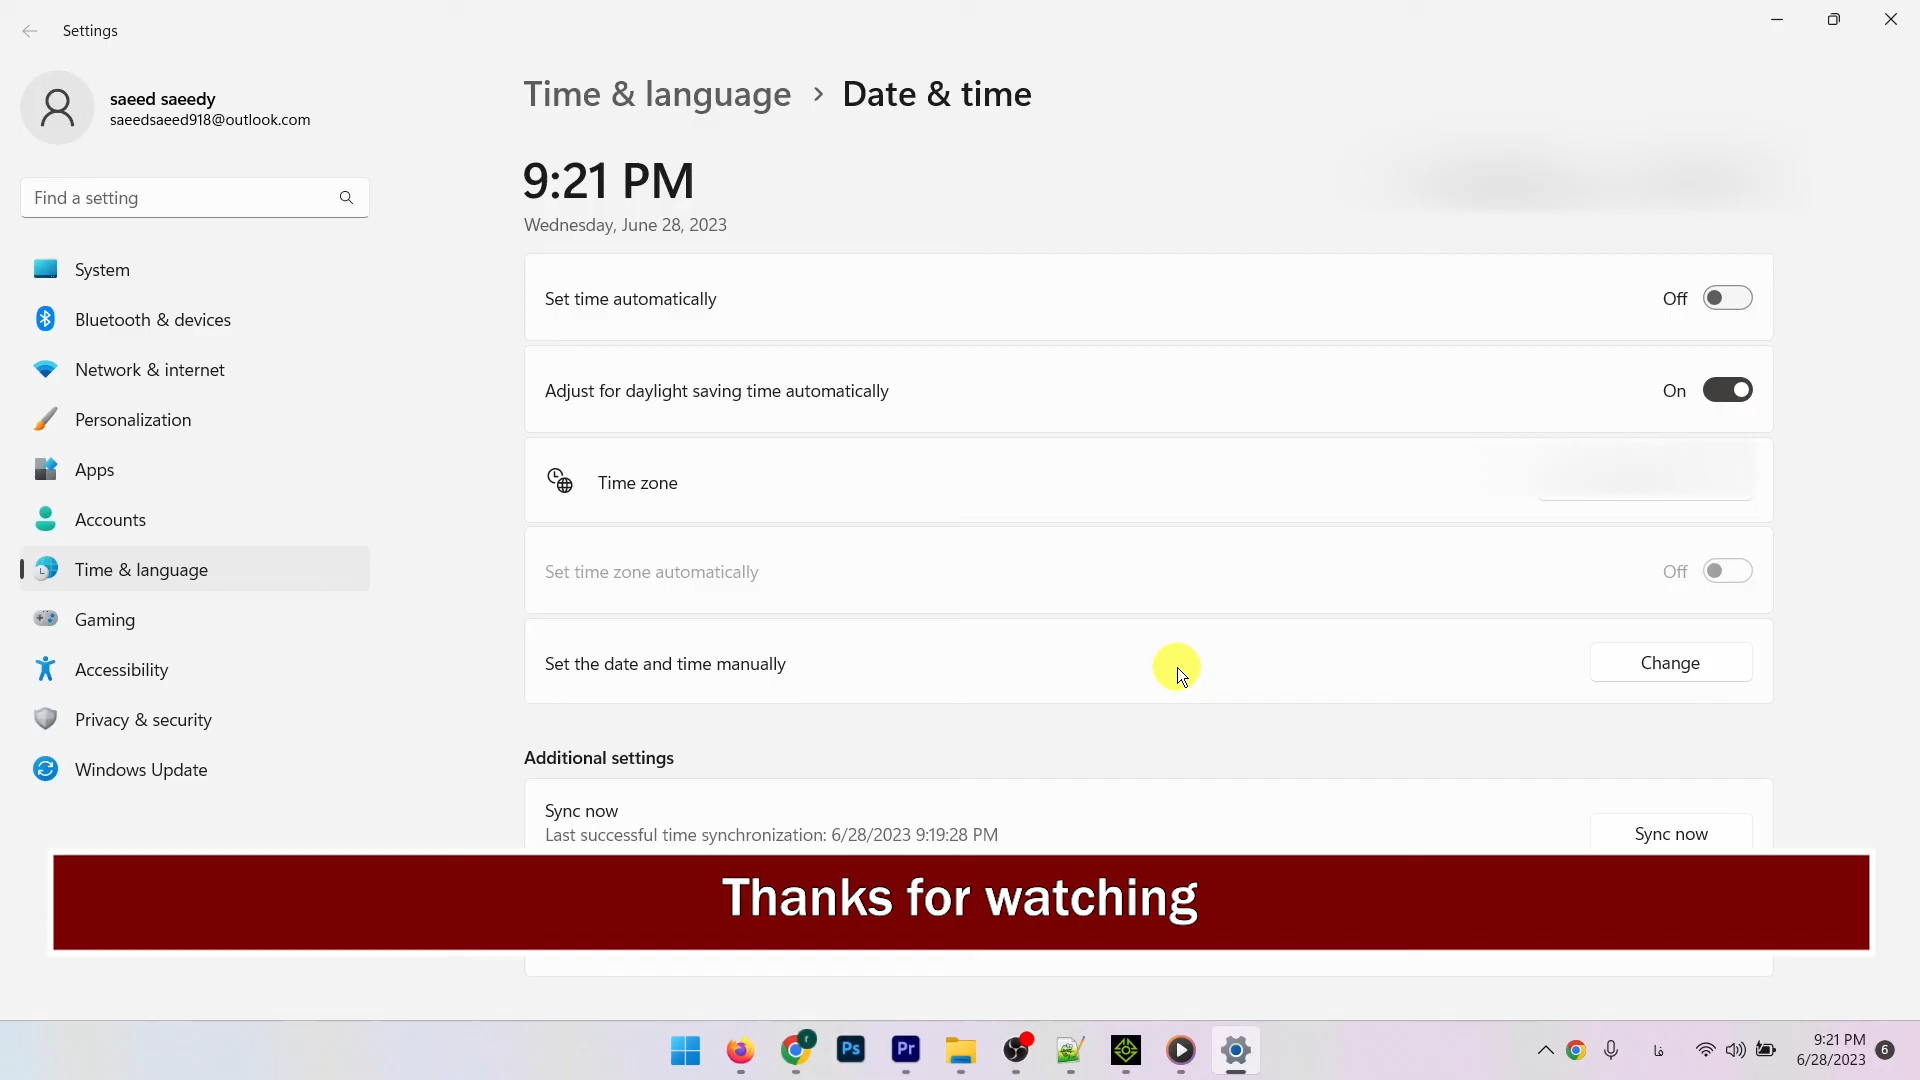 Settings
saeed saeedy
saeedsaeed918@outlook.com
Find a setting
System
Bluetooth & devices
Network & internet
Personalization
Apps
Accounts
Time & language
Gaming
Accessibility
Privacy & security
Windows Update
Time & language > Date & time
9:21 PM
Wednesday, June 28, 2023
Set time automatically
Off
Adjust for daylight saving time automatically
On
Time zone
Set time zone automatically
Off
Set the date and time manually
Change
Additional settings
Sync now
Last successful time synchronization: 6/28/2023 9:19:28 PM
Sync now
Thanks for watching
r
Ps
Pr
فا
9:21 PM
6/28/2023
6